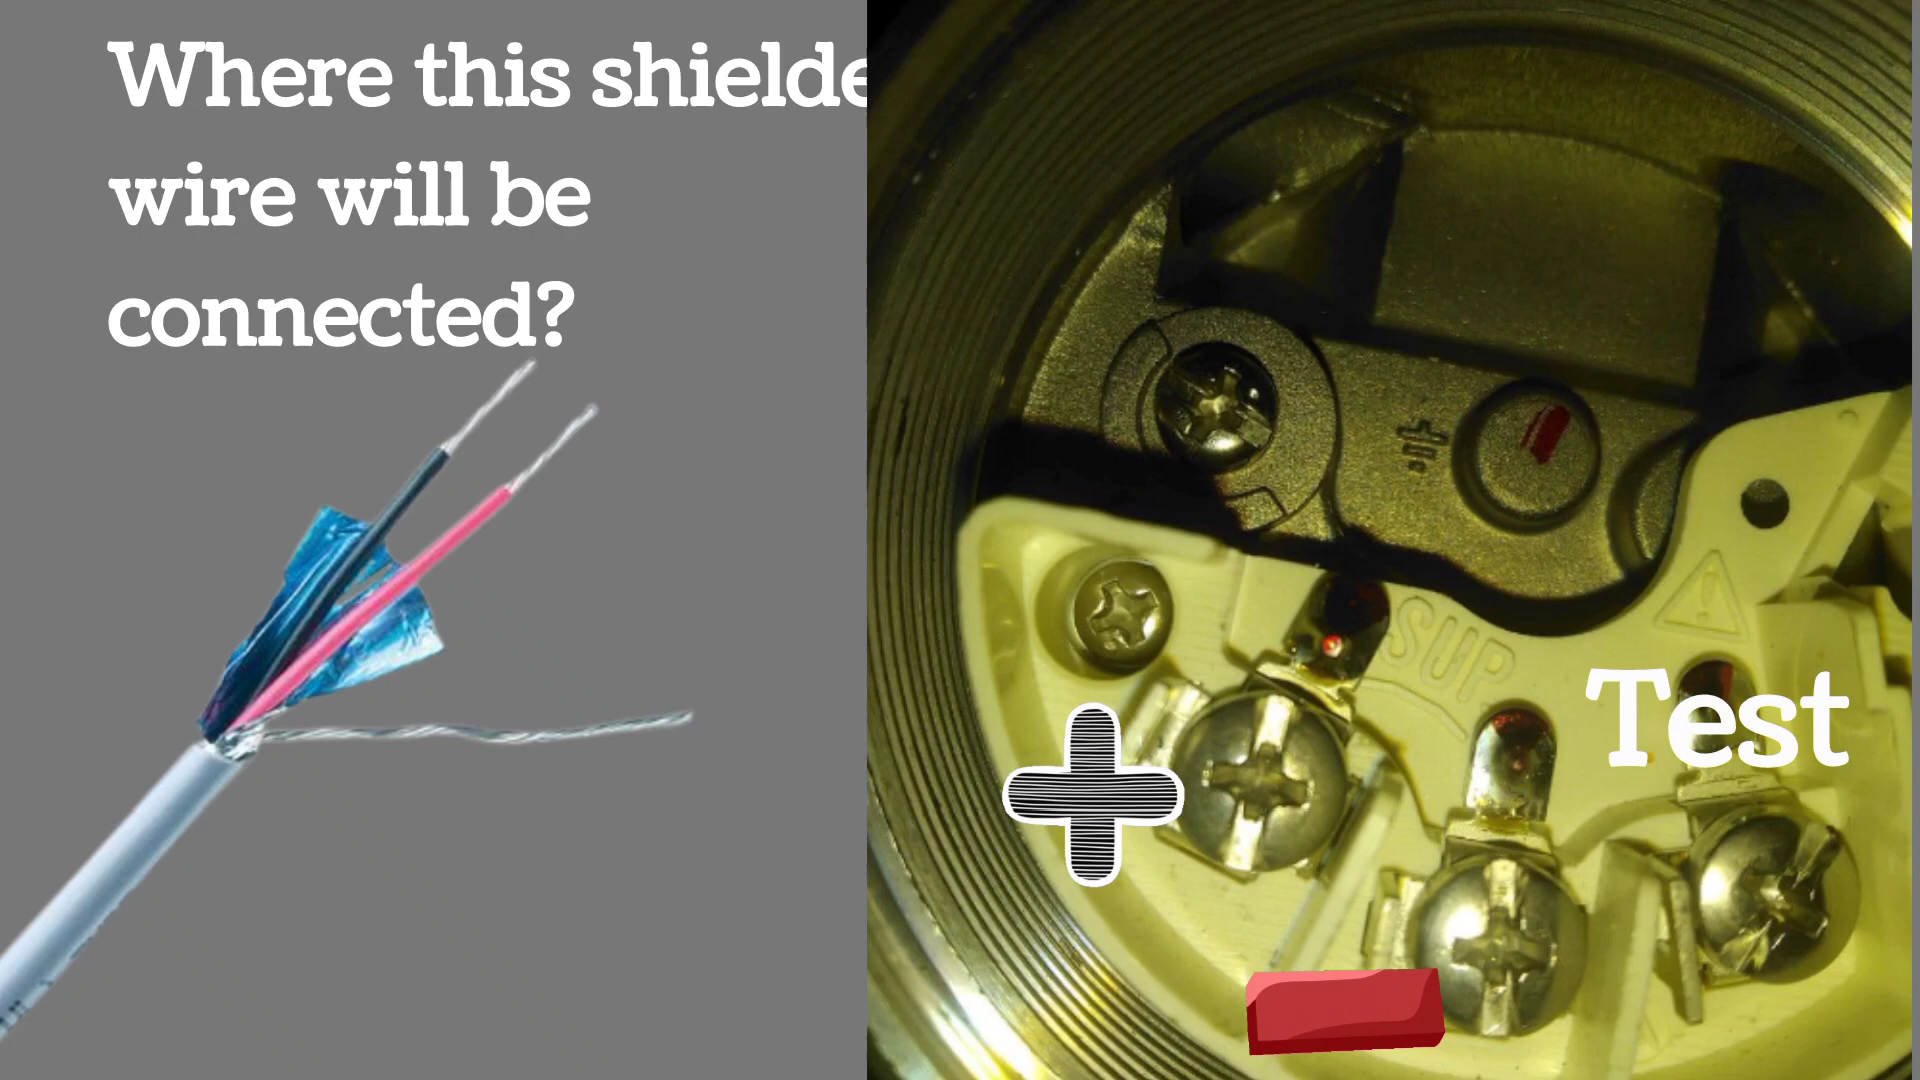 Where this shielde
wire will be
connected?
SUP
Test